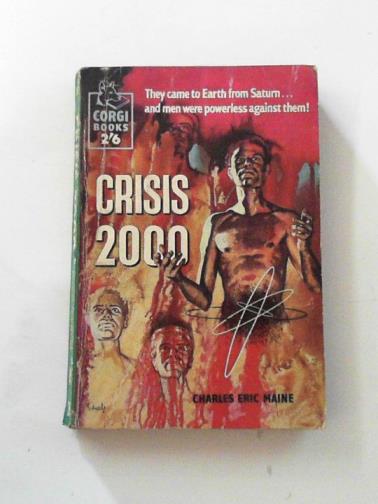 They came to Earth from Saturn...
and men were powerless against them!
CORGI
BOOKS
2'6
CRISIS
2000
CHARLES ERIC MAINE